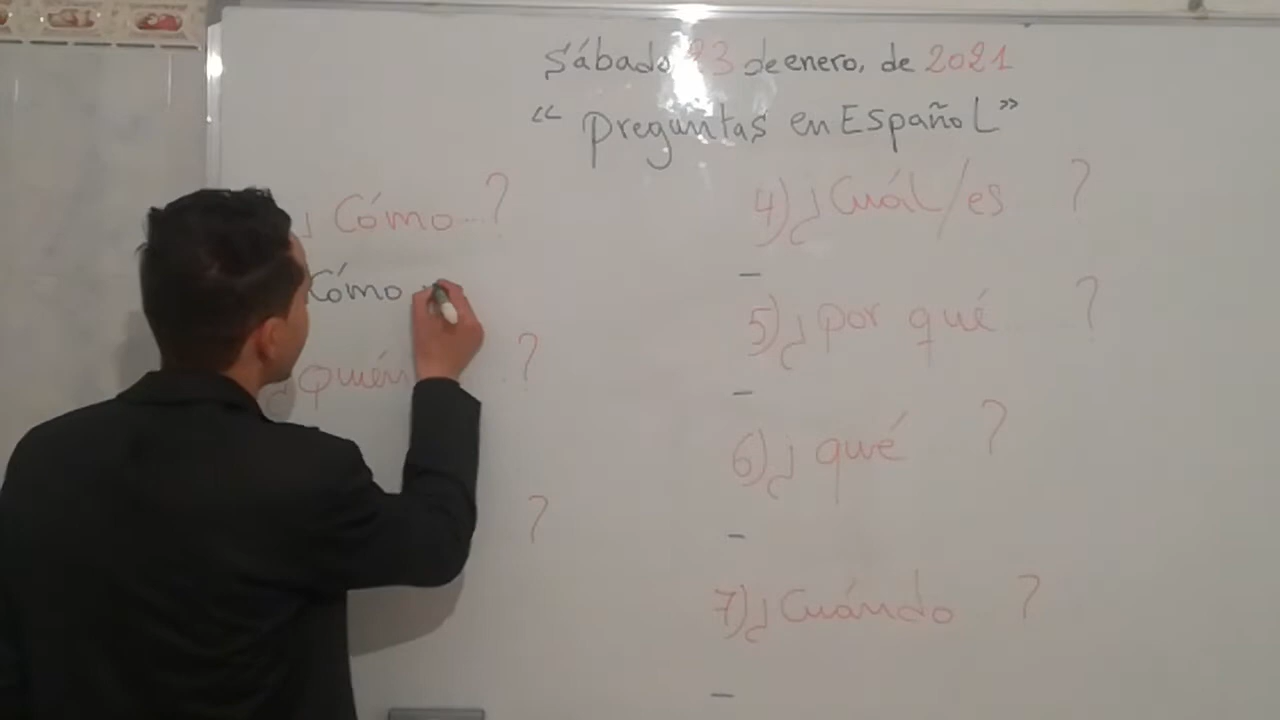 Sábado 23 de enero, de 2021
“ Preguntas en Español ”
¿ Cómo ...?
Cómo
¿ quién ?
?
4) ¿ Cuál/es ?
-
5) ¿ por qué ?
-
6) ¿ qué ?
-
7) ¿ Cuándo ?
-